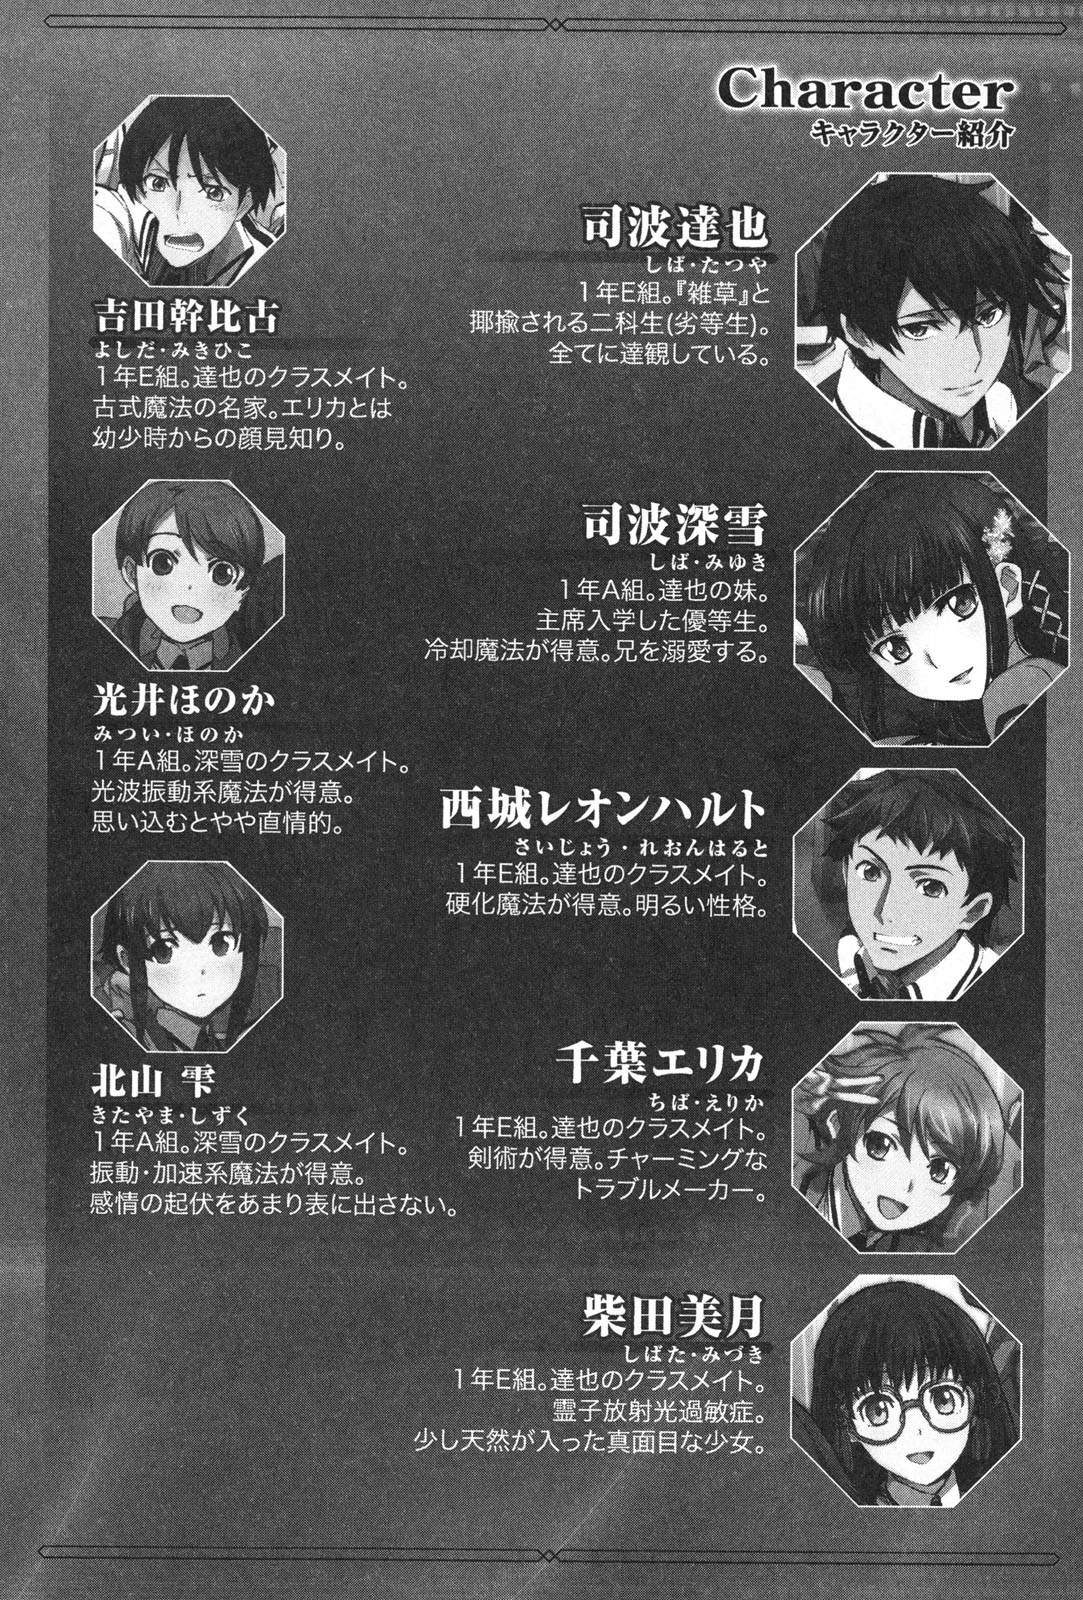 Character
キャラクター紹介
司波達也
しば・たつや
1年E組。『雑草』と
揶揄される二科生(劣等生)。
全てに達観している。
司波深雪
しば・みゆき
1年A組。達也の妹。
主席入学した優等生。
冷却魔法が得意。兄を溺愛する。
西城レオンハルト
さいじょう・れおんはると
1年E組。達也のクラスメイト。
硬化魔法が得意。明るい性格。
千葉エリカ
ちば・えりか
1年E組。達也のクラスメイト。
剣術が得意。チャーミングな
トラブルメーカー。
柴田美月
しばた・みづき
1年E組。達也のクラスメイト。
霊子放射光過敏症。
少し天然が入った真面目な少女。
吉田幹比古
よしだ・みきひこ
1年E組。達也のクラスメイト。
古式魔法の名家。エリカとは
幼少時からの顔見知り。
光井ほのか
みつい・ほのか
1年A組。深雪のクラスメイト。
光波振動系魔法が得意。
思い込むとやや直情的。
北山 雫
きたやま・しずく
1年A組。深雪のクラスメイト。
振動・加速系魔法が得意。
感情の起伏をあまり表に出さない。